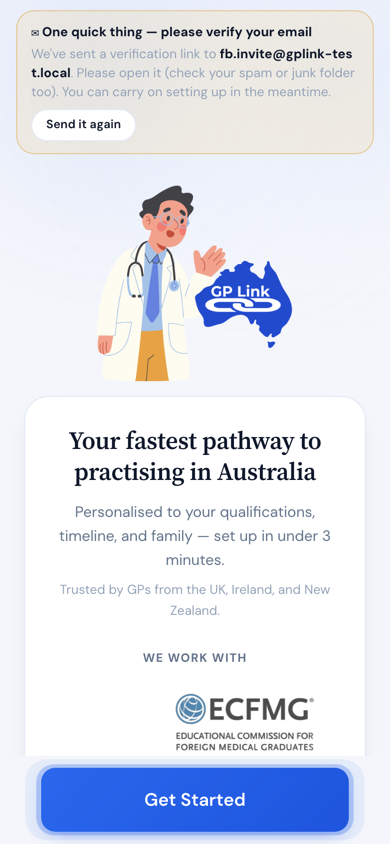 ✉ One quick thing — please verify your email
We've sent a verification link to fb.invite@gplink-tes
t.local. Please open it (check your spam or junk folder
too). You can carry on setting up in the meantime.
Send it again
GP Link
Your fastest pathway to
practising in Australia
Personalised to your qualifications,
timeline, and family — set up in under 3
minutes.
Trusted by GPs from the UK, Ireland, and New
Zealand.
WE WORK WITH
ECFMG®
EDUCATIONAL COMMISSION FOR
FOREIGN MEDICAL GRADUATES
Get Started